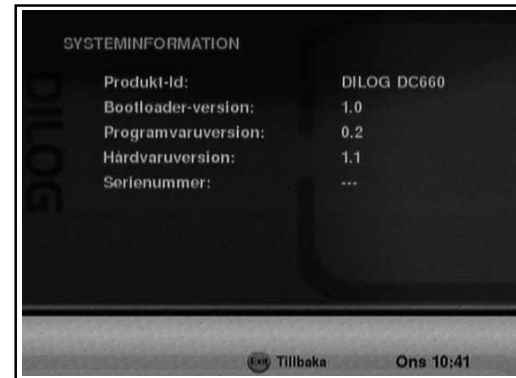 SYSTEMINFORMATION
Produkt-Id: DILOG DC660
Bootloader-version: 1.0
Programvaruversion: 0.2
Hårdvaruversion: 1.1
Serienummer: ---
DILOG
Exit Tillbaka Ons 10:41